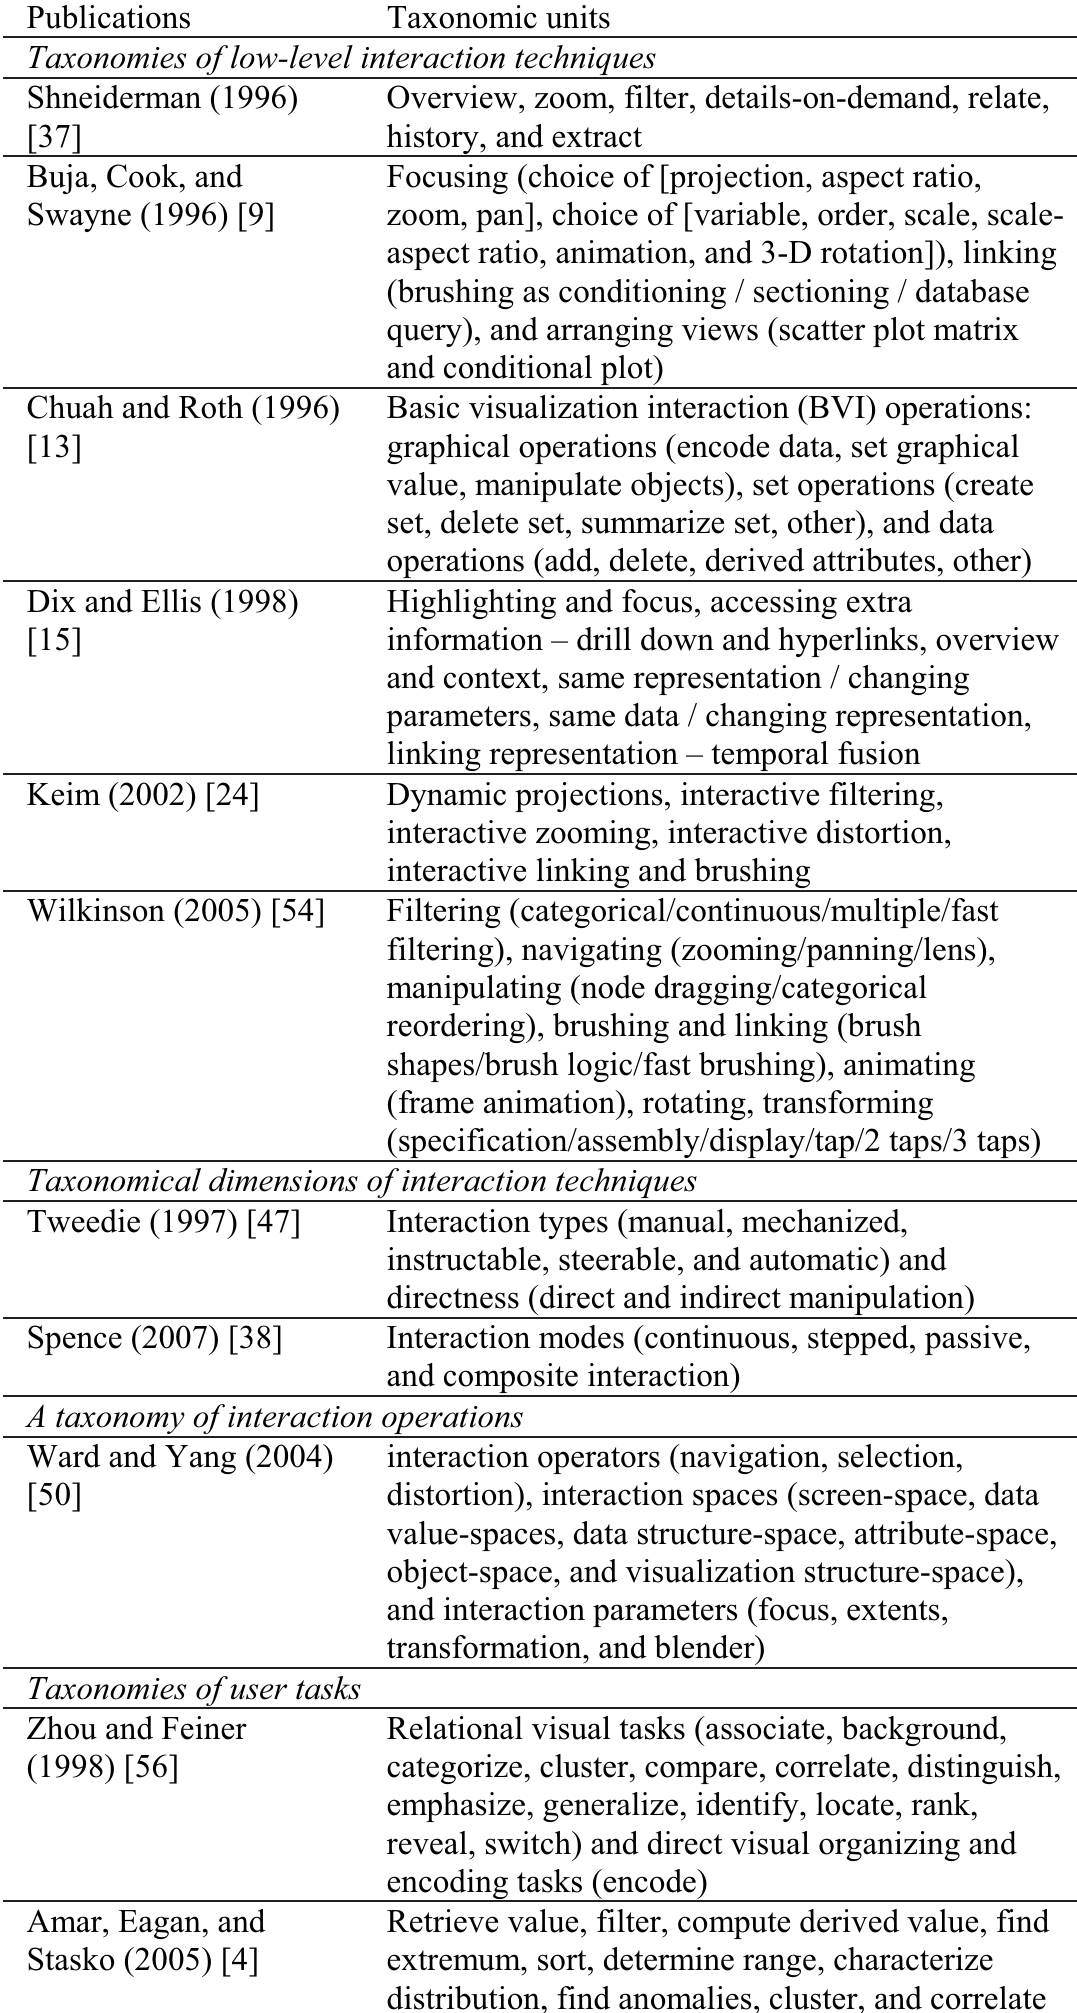 Publications Taxonomic units
Taxonomies of low-level interaction techniques
Shneiderman (1996) Overview, zoom, filter, details-on-demand, relate,
[37] history, and extract
Buja, Cook, and Focusing (choice of [projection, aspect ratio,
Swayne (1996) [9] zoom, pan], choice of [variable, order, scale, scale-
aspect ratio, animation, and 3-D rotation]), linking
(brushing as conditioning / sectioning / database
query), and arranging views (scatter plot matrix
and conditional plot)
Chuah and Roth (1996) Basic visualization interaction (BVI) operations:
[13] graphical operations (encode data, set graphical
value, manipulate objects), set operations (create
set, delete set, summarize set, other), and data
operations (add, delete, derived attributes, other)
Dix and Ellis (1998) Highlighting and focus, accessing extra
[15] information – drill down and hyperlinks, overview
and context, same representation / changing
parameters, same data / changing representation,
linking representation – temporal fusion
Keim (2002) [24] Dynamic projections, interactive filtering,
interactive zooming, interactive distortion,
interactive linking and brushing
Wilkinson (2005) [54] Filtering (categorical/continuous/multiple/fast
filtering), navigating (zooming/panning/lens),
manipulating (node dragging/categorical
reordering), brushing and linking (brush
shapes/brush logic/fast brushing), animating
(frame animation), rotating, transforming
(specification/assembly/display/tap/2 taps/3 taps)
Taxonomical dimensions of interaction techniques
Tweedie (1997) [47] Interaction types (manual, mechanized,
instructable, steerable, and automatic) and
directness (direct and indirect manipulation)
Spence (2007) [38] Interaction modes (continuous, stepped, passive,
and composite interaction)
A taxonomy of interaction operations
Ward and Yang (2004) interaction operators (navigation, selection,
[50] distortion), interaction spaces (screen-space, data
value-spaces, data structure-space, attribute-space,
object-space, and visualization structure-space),
and interaction parameters (focus, extents,
transformation, and blender)
Taxonomies of user tasks
Zhou and Feiner Relational visual tasks (associate, background,
(1998) [56] categorize, cluster, compare, correlate, distinguish,
emphasize, generalize, identify, locate, rank,
reveal, switch) and direct visual organizing and
encoding tasks (encode)
Amar, Eagan, and Retrieve value, filter, compute derived value, find
Stasko (2005) [4] extremum, sort, determine range, characterize
distribution, find anomalies, cluster, and correlate